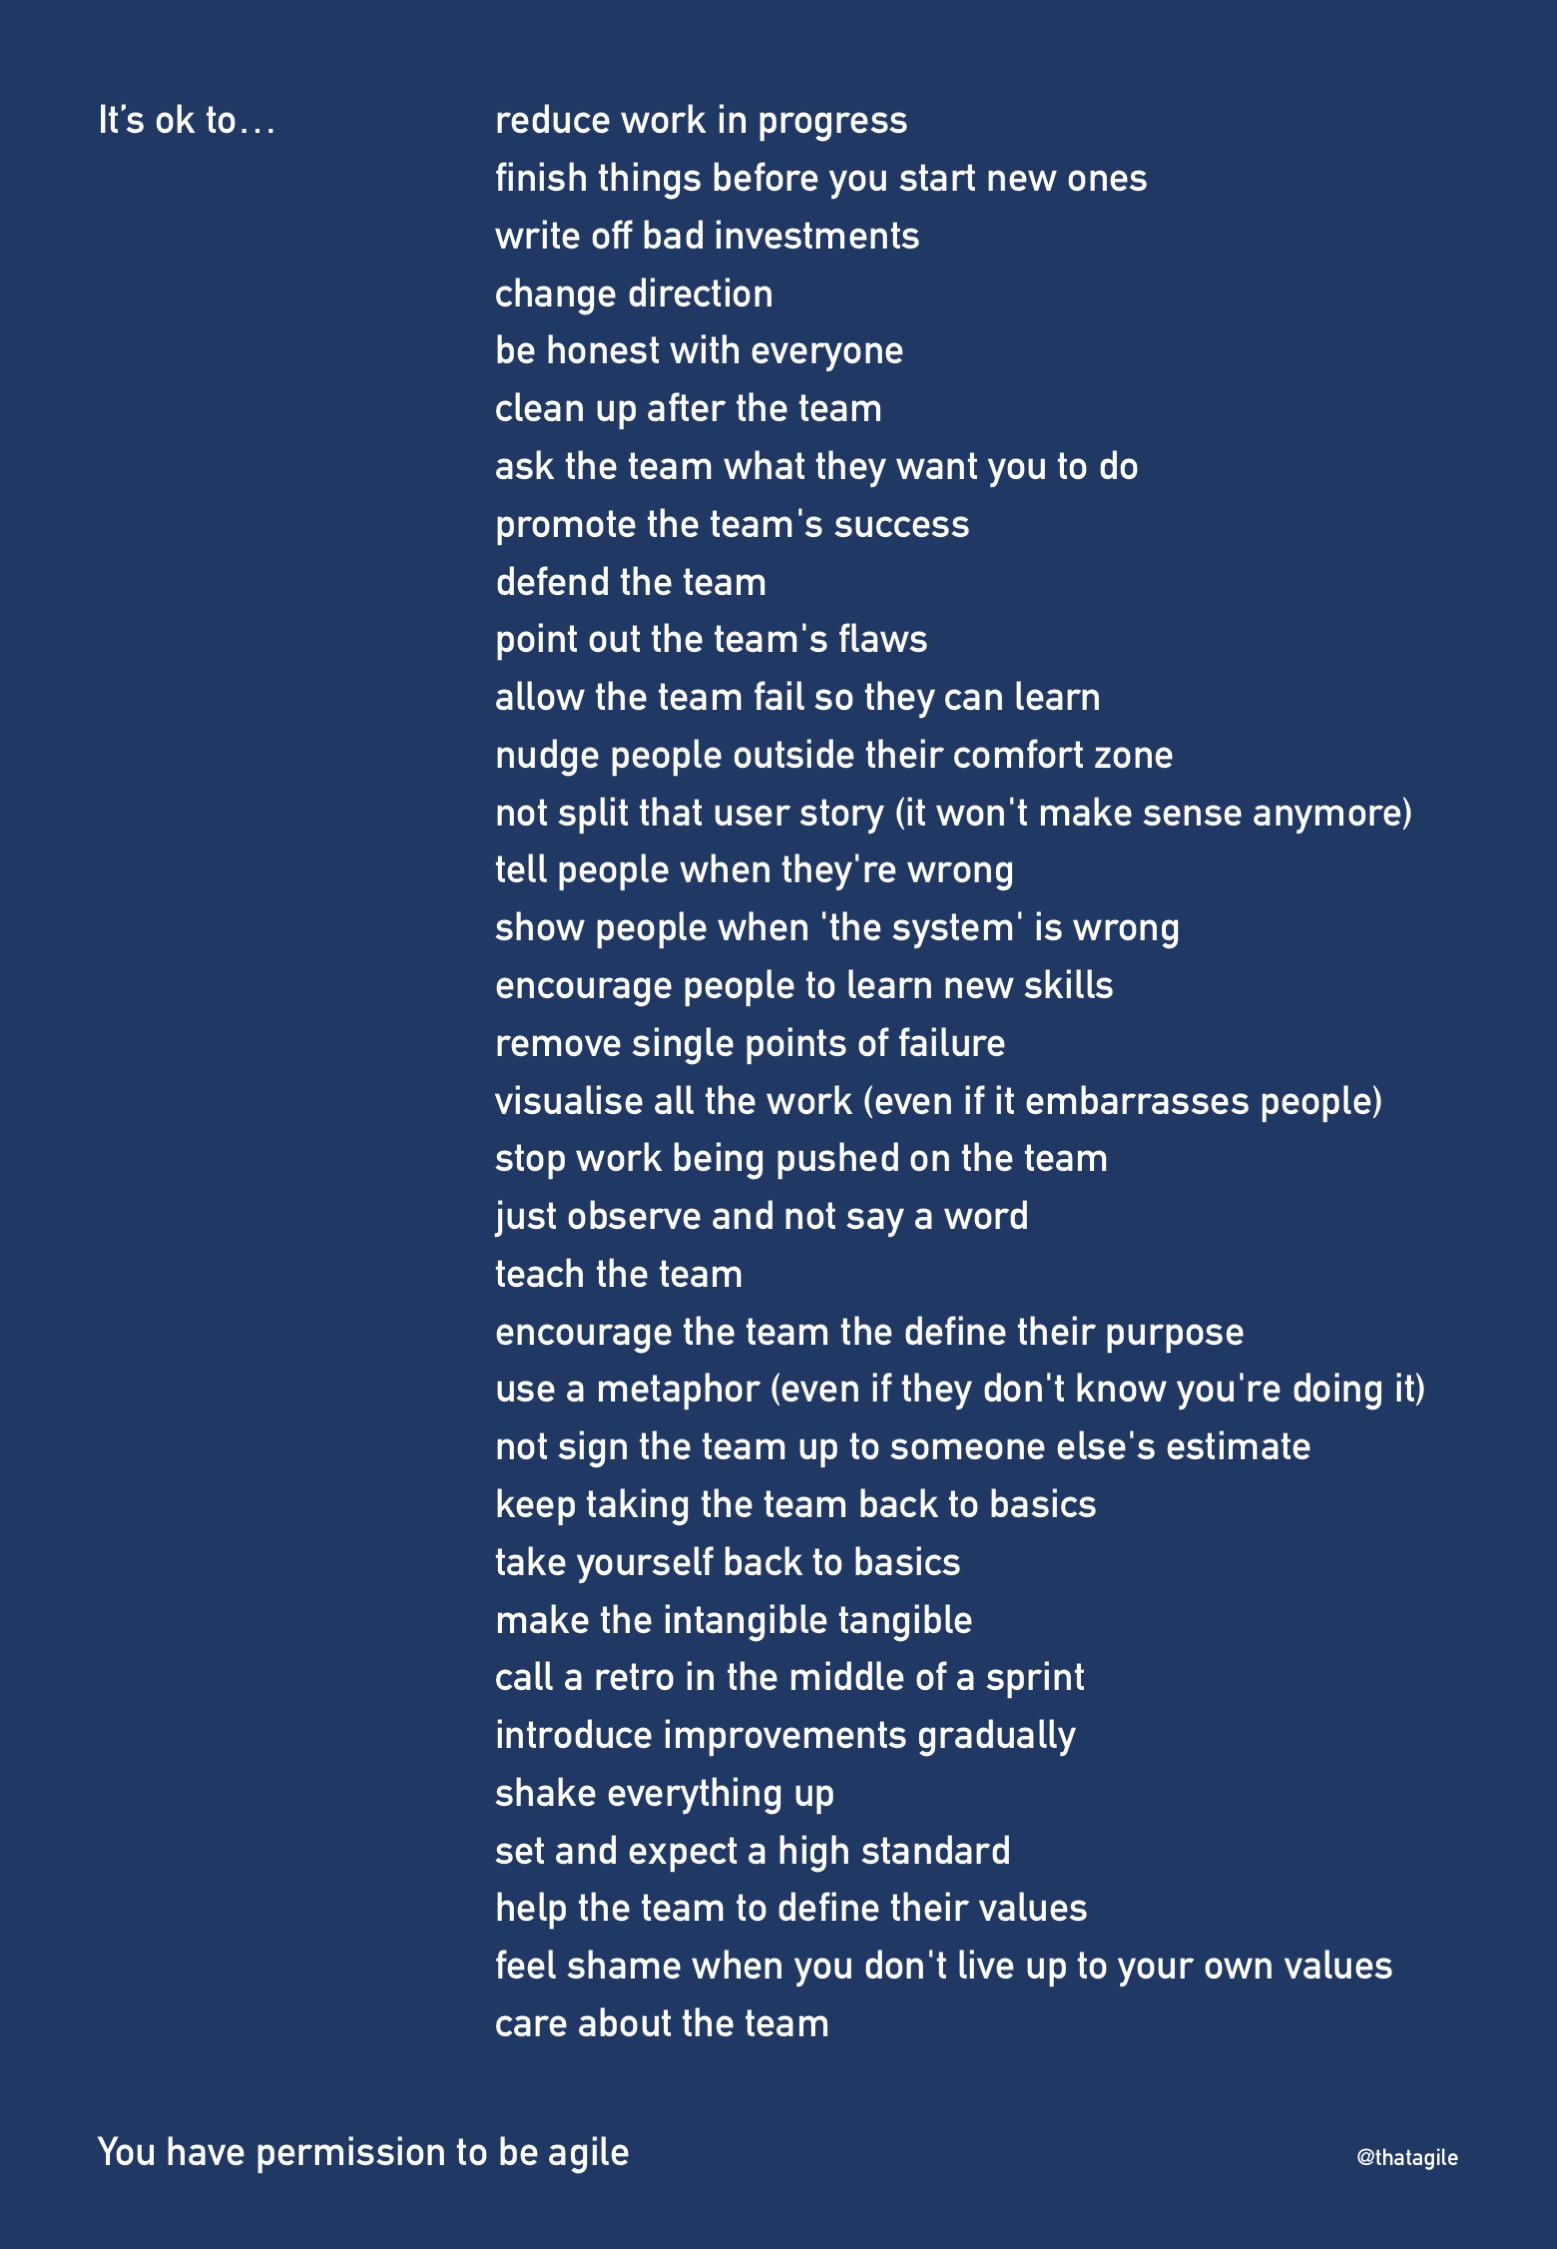 It’s ok to…
reduce work in progress
finish things before you start new ones
write off bad investments
change direction
be honest with everyone
clean up after the team
ask the team what they want you to do
promote the team's success
defend the team
point out the team's flaws
allow the team fail so they can learn
nudge people outside their comfort zone
not split that user story (it won't make sense anymore)
tell people when they're wrong
show people when 'the system' is wrong
encourage people to learn new skills
remove single points of failure
visualise all the work (even if it embarrasses people)
stop work being pushed on the team
just observe and not say a word
teach the team
encourage the team the define their purpose
use a metaphor (even if they don't know you're doing it)
not sign the team up to someone else's estimate
keep taking the team back to basics
take yourself back to basics
make the intangible tangible
call a retro in the middle of a sprint
introduce improvements gradually
shake everything up
set and expect a high standard
help the team to define their values
feel shame when you don't live up to your own values
care about the team
You have permission to be agile
@thatagile